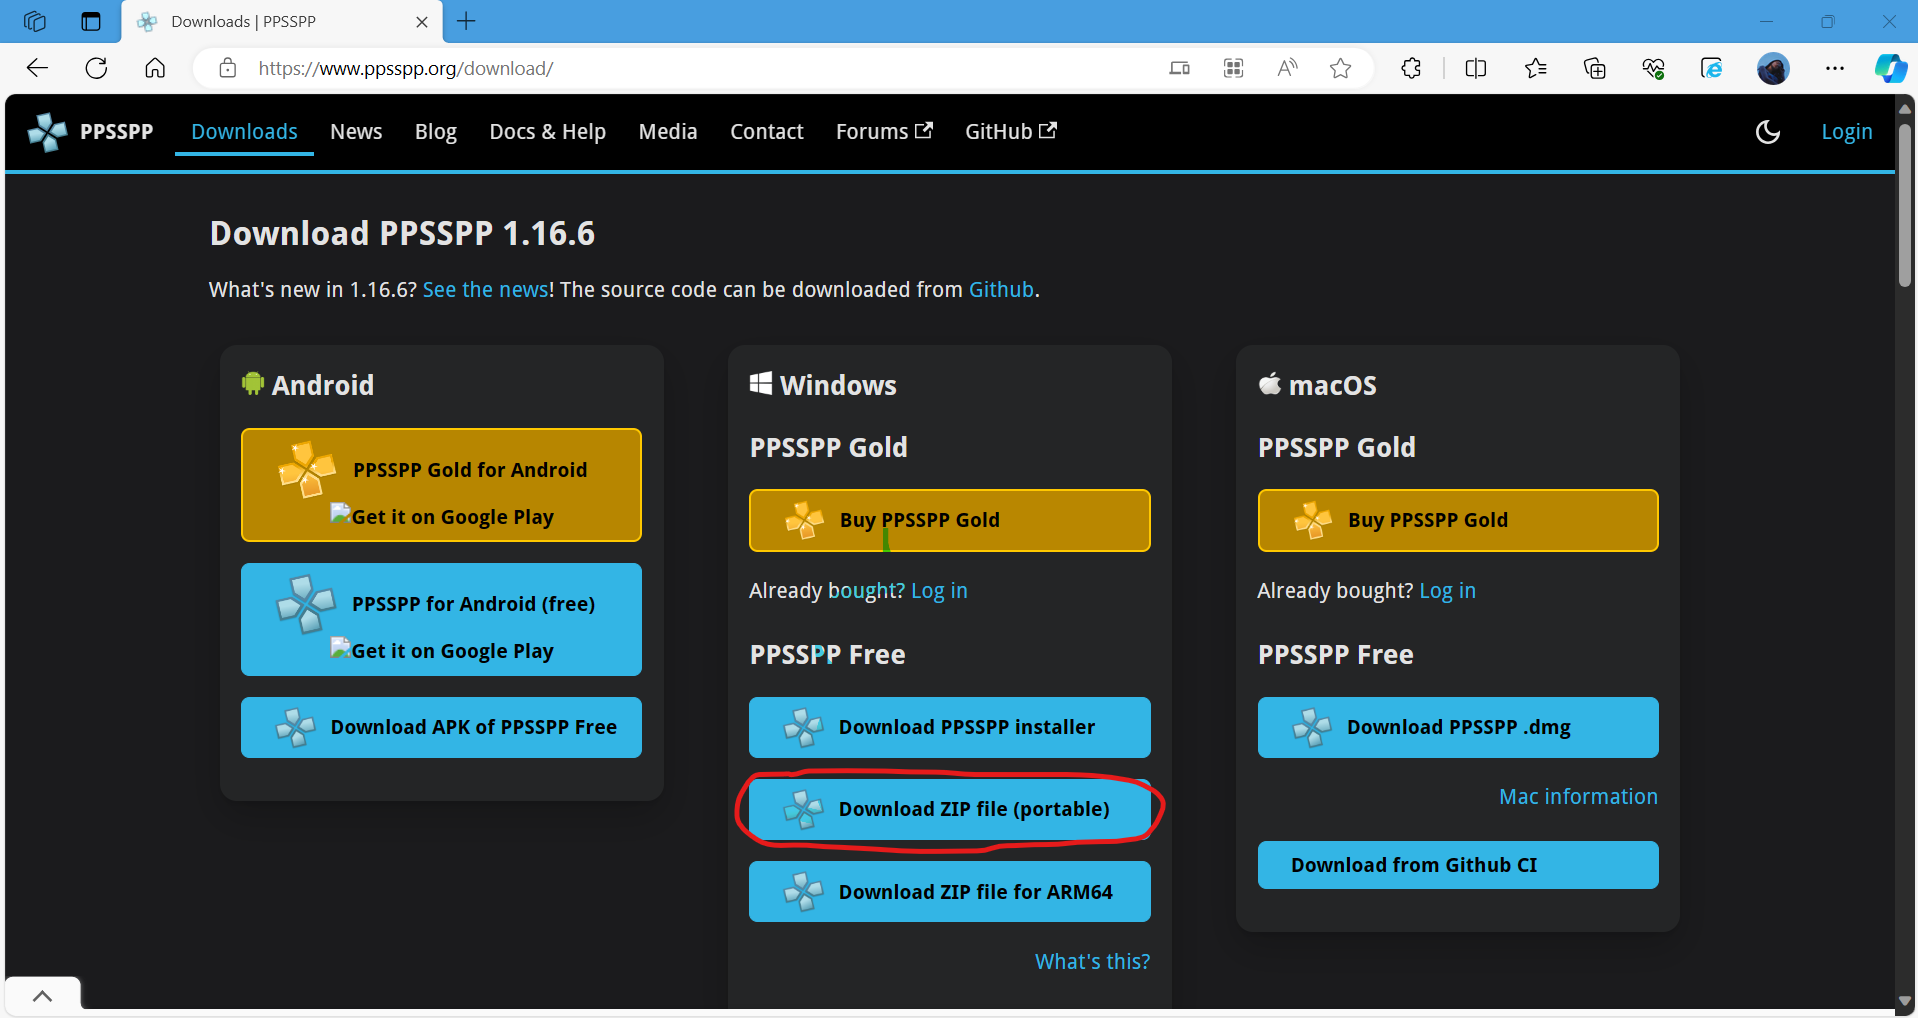 Downloads | PPSSPP
https://www.ppsspp.org/download/
PPSSPP Downloads News Blog Docs & Help Media Contact Forums GitHub Login
Download PPSSPP 1.16.6
What's new in 1.16.6? See the news! The source code can be downloaded from Github.
Android
PPSSPP Gold for Android
Get it on Google Play
PPSSPP for Android (free)
Get it on Google Play
Download APK of PPSSPP Free
Windows
PPSSPP Gold
Buy PPSSPP Gold
Already bought? Log in
PPSSPP Free
Download PPSSPP installer
Download ZIP file (portable)
Download ZIP file for ARM64
What's this?
macOS
PPSSPP Gold
Buy PPSSPP Gold
Already bought? Log in
PPSSPP Free
Download PPSSPP .dmg
Mac information
Download from Github CI